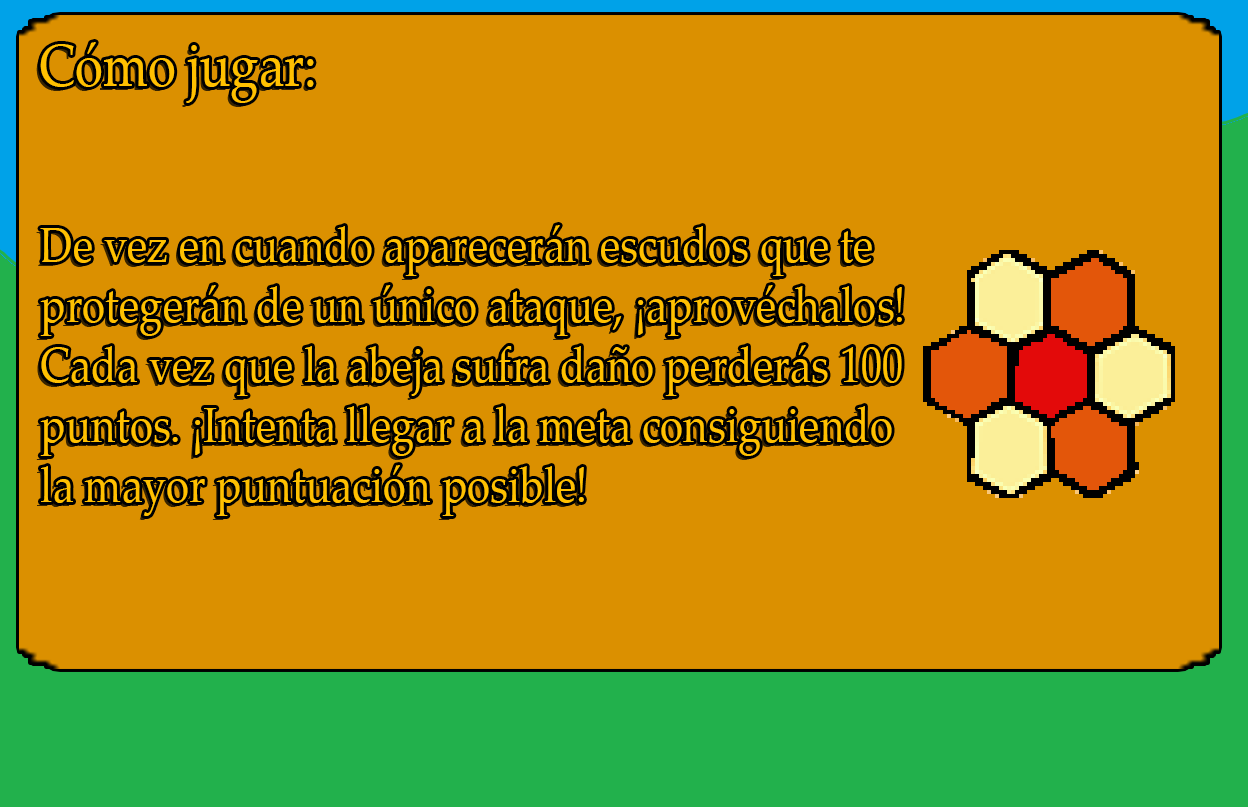 Cómo jugar:
De vez en cuando aparecerán escudos que te
protegerán de un único ataque, ¡aprovéchalos!
Cada vez que la abeja sufra daño perderás 100
puntos. ¡Intenta llegar a la meta consiguiendo
la mayor puntuación posible!